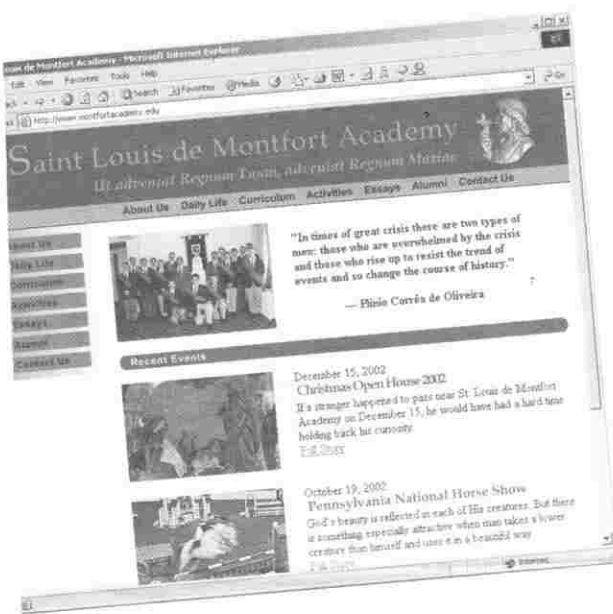 Louis de Montfort Academy - Microsoft Internet Explorer
Edit View Favorites Tools Help
Back Search Favorites Media
http://www.montfortacademy.edu Go
Saint Louis de Montfort Academy
Ut adveniat Regnum Tuum, adveniat Regnum Mariae
About Us Daily Life Curriculum Activities Essays Alumni Contact Us
About Us
Daily Life
Curriculum
Activities
Essays
Alumni
Contact Us
"In times of great crisis there are two types of
men: those who are overwhelmed by the crisis
and those who rise up to resist the trend of
events and so change the course of history."
— Plinio Corrêa de Oliveira
Recent Events
December 15, 2002
Christmas Open House 2002
If a stranger happened to pass near St. Louis de Montfort
Academy on December 15, he would have had a hard time
holding back his curiosity.
Full Story
October 19, 2002
Pennsylvania National Horse Show
God's beauty is reflected in each of His creatures. But there
is something especially attractive when man takes a lower
creature than himself and uses it in a beautiful way
Full Story
Internet